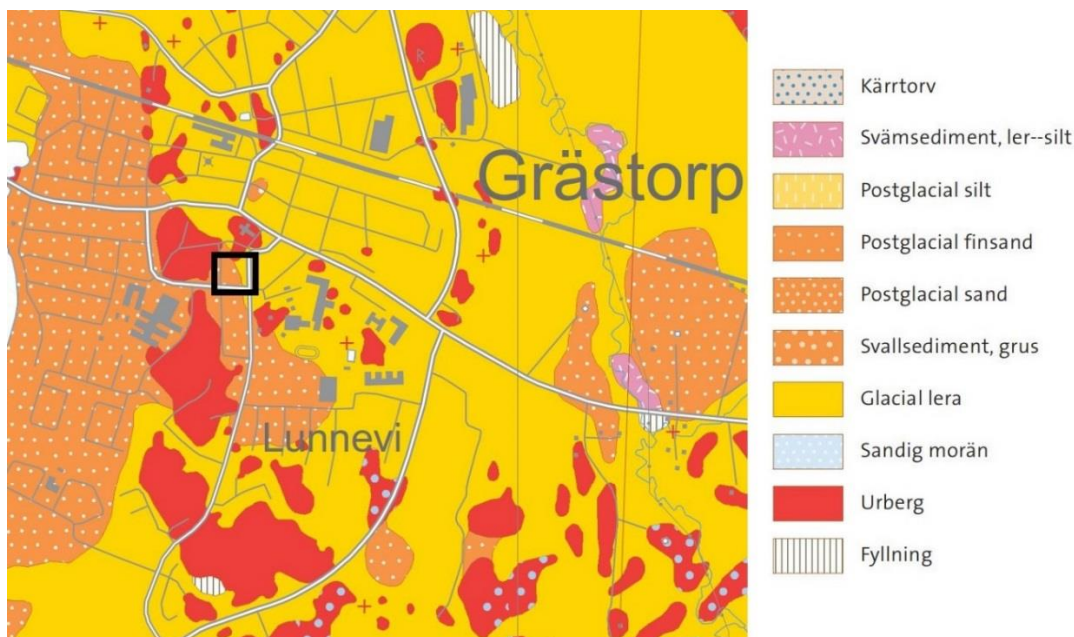 Grästorp
Lunnevi
R
R
Kärrtorv
Svämsediment, ler--silt
Postglacial silt
Postglacial finsand
Postglacial sand
Svallsediment, grus
Glacial lera
Sandig morän
Urberg
Fyllning